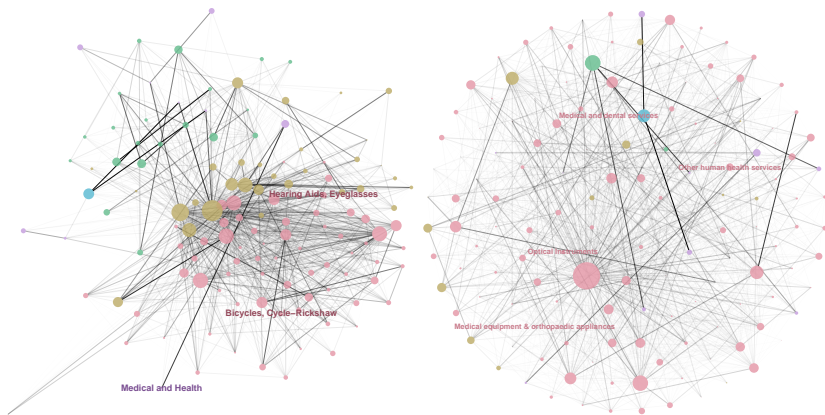 Medical and dental services
Other human health services
Hearing Aids, Eyeglasses
Optical instruments
Bicycles, Cycle−Rickshaw
Medical equipment & orthopaedic appliances
Medical and Health